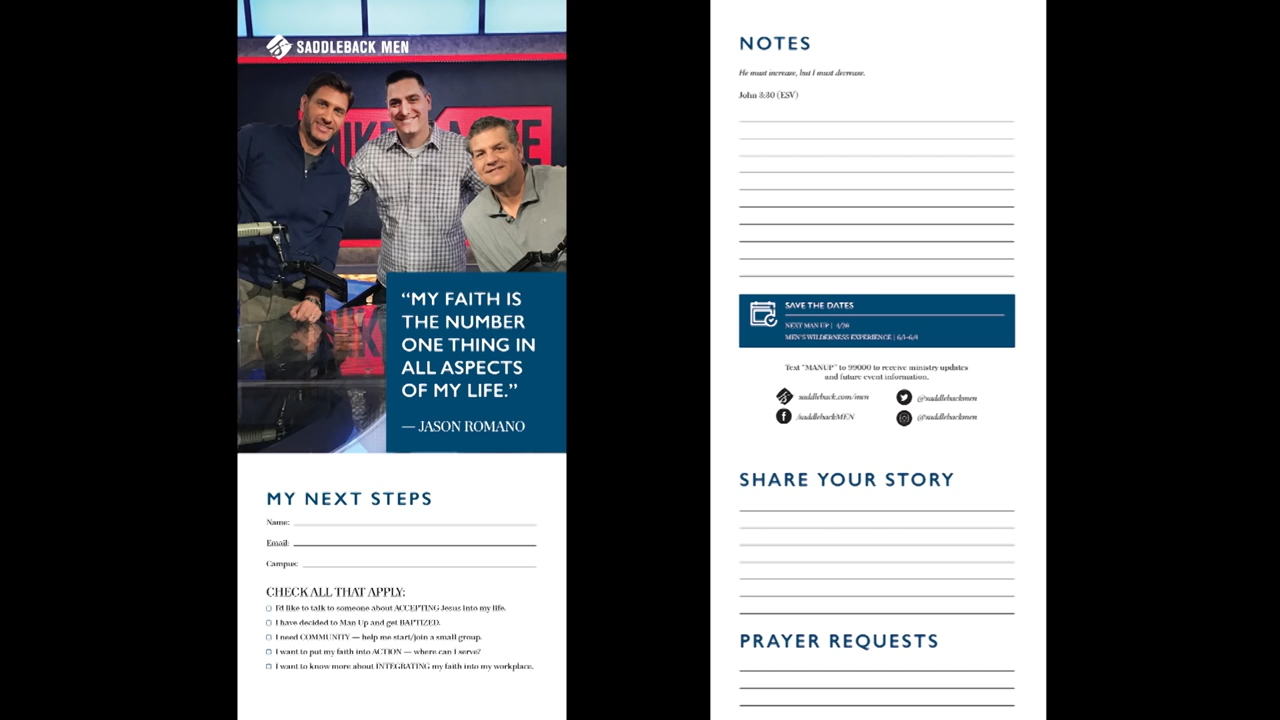 SADDLEBACK MEN
“MY FAITH IS
THE NUMBER
ONE THING IN
ALL ASPECTS
OF MY LIFE.”
— JASON ROMANO
MY NEXT STEPS
Name:
Email:
Campus:
CHECK ALL THAT APPLY:
I'd like to talk to someone about ACCEPTING Jesus into my life.
I have decided to Man Up and get BAPTIZED.
I need COMMUNITY — help me start/join a small group.
I want to put my faith into ACTION — where can I serve?
I want to know more about INTEGRATING my faith into my workplace.
NOTES
He must increase, but I must decrease.
John 3:30 (ESV)
SAVE THE DATES
NEXT MAN UP |
MEN'S WILDERNESS EXPERIENCE |
Text "MANUP" to 99000 to receive ministry updates
and future event information.
saddleback.com/men
@saddlebackmen
/saddlebackMEN
@saddlebackmen
SHARE YOUR STORY
PRAYER REQUESTS